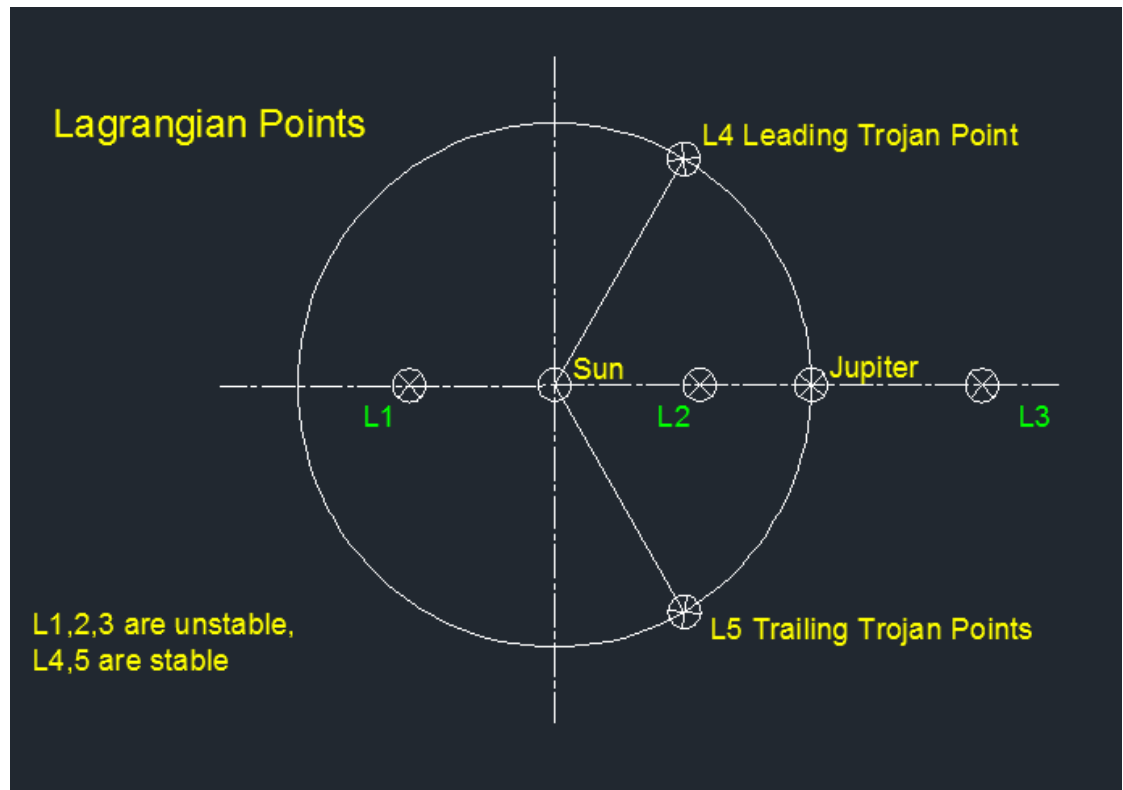 Lagrangian Points
L4 Leading Trojan Point
Sun
Jupiter
L1
L2
L3
L1,2,3 are unstable,
L4,5 are stable
L5 Trailing Trojan Points